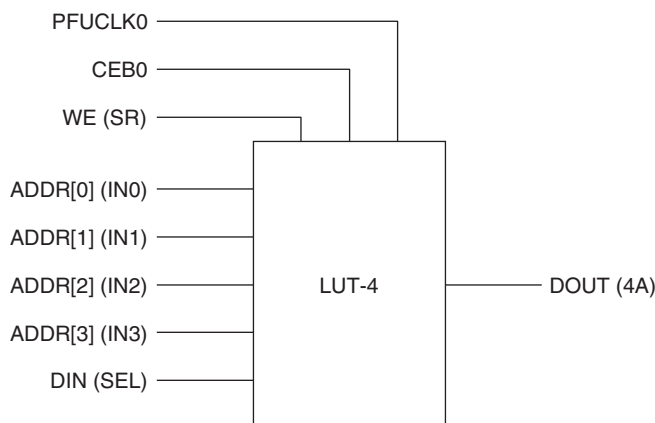 PFUCLK0
CEB0
WE (SR)
ADDR[0] (IN0)
ADDR[1] (IN1)
ADDR[2] (IN2)
ADDR[3] (IN3)
DIN (SEL)
LUT-4
DOUT (4A)